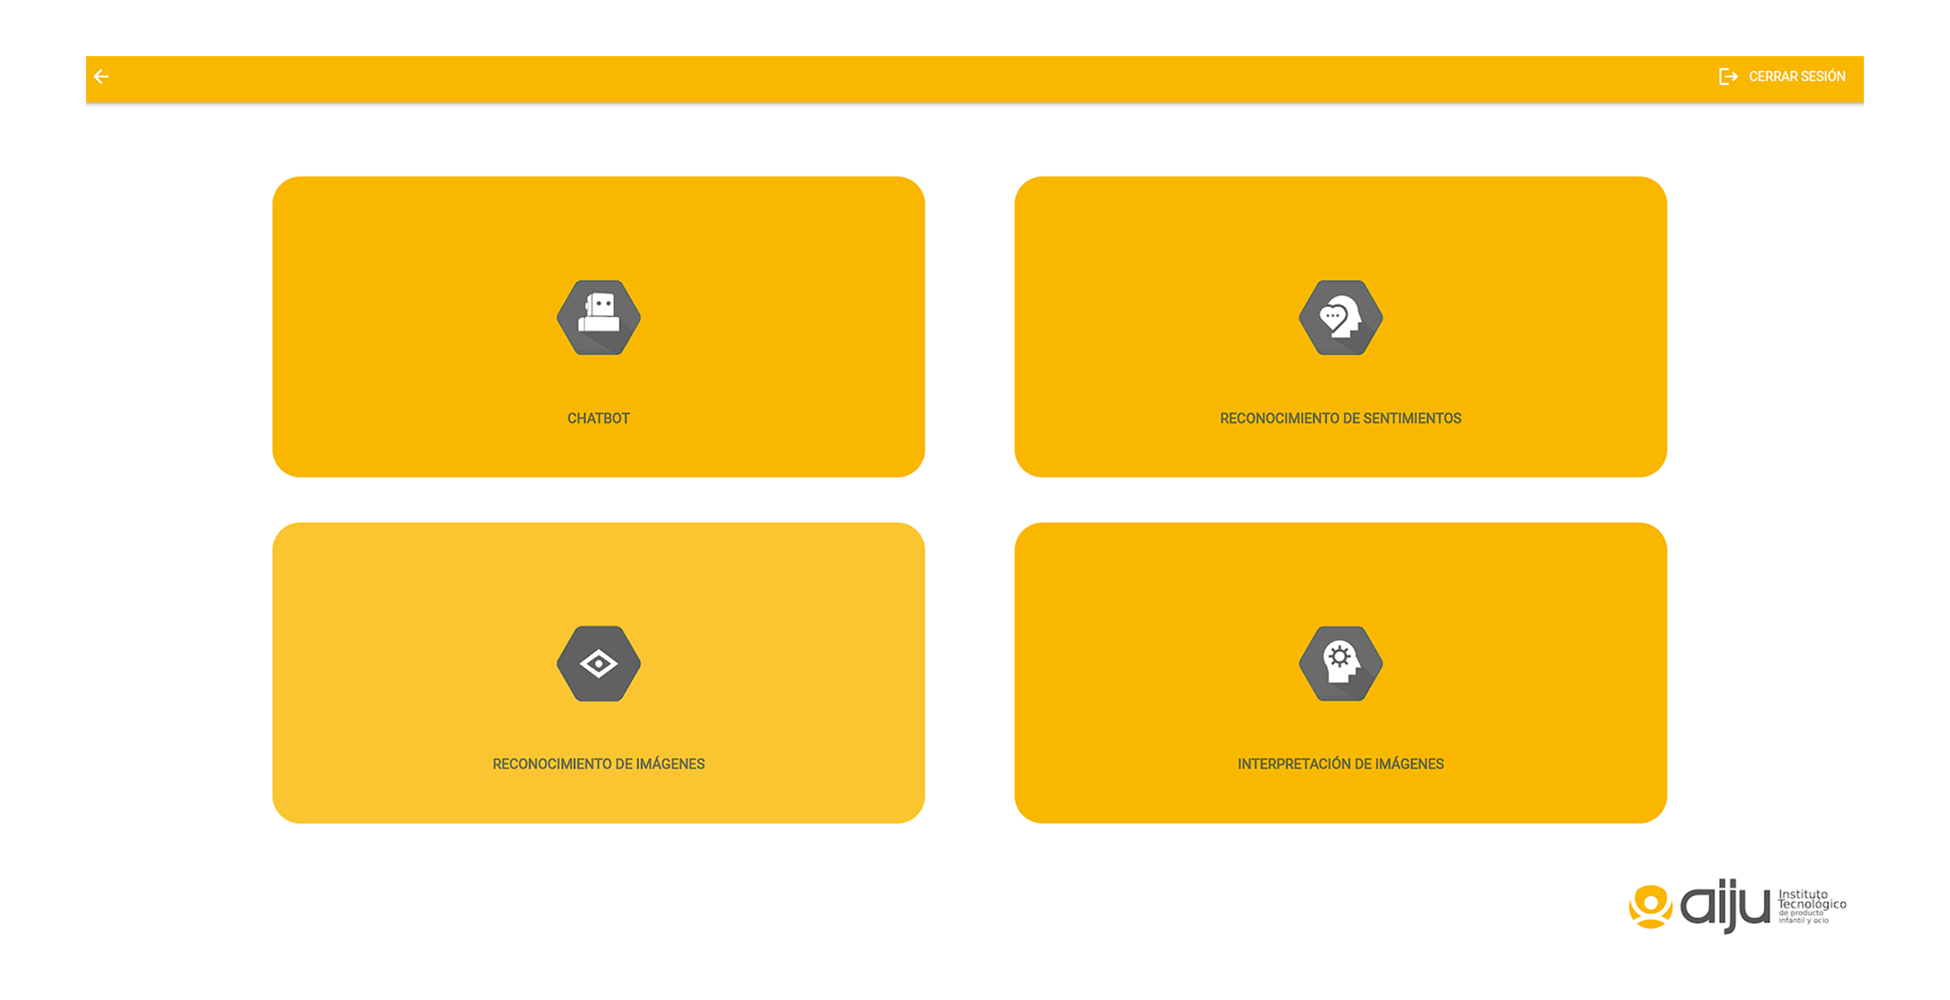 CERRAR SESIÓN
CHATBOT
RECONOCIMIENTO DE SENTIMIENTOS
RECONOCIMIENTO DE IMÁGENES
INTERPRETACIÓN DE IMÁGENES
aiju
Instituto
Tecnológico
de producto
infantil y ocio